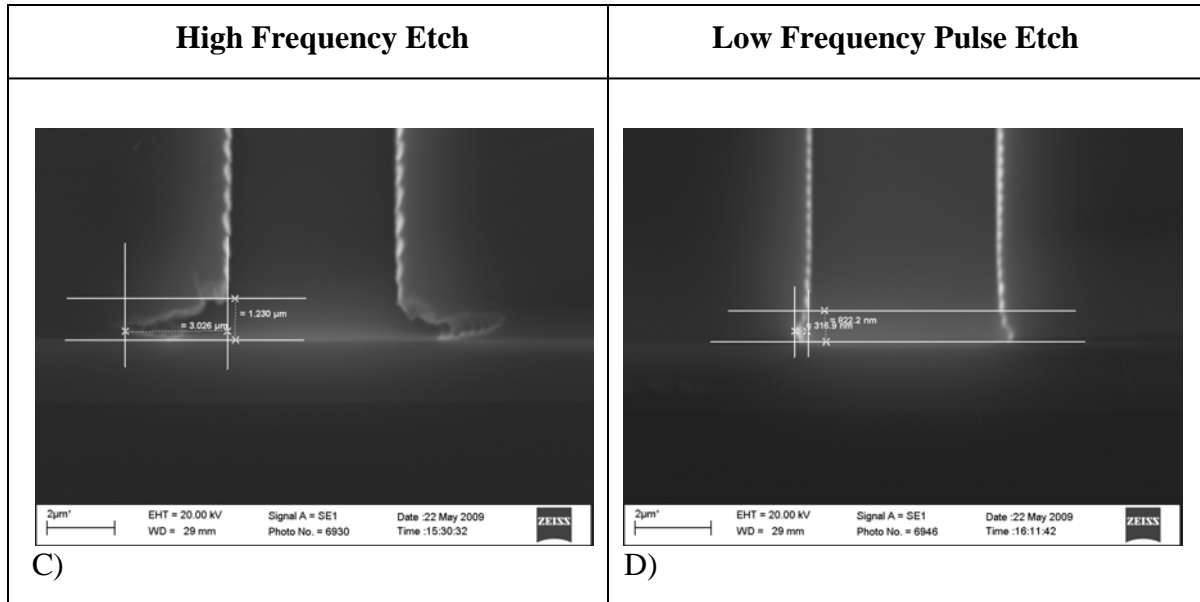 High Frequency Etch
Low Frequency Pulse Etch
= 1.230 µm
= 3.026 µm
2µm*
EHT = 20.00 kV
Signal A = SE1
Date :22 May 2009
WD = 29 mm
Photo No. = 6930
Time :15:30:32
ZEISS
C)
= 822.2 nm
= 316.9 nm
2µm*
EHT = 20.00 kV
Signal A = SE1
Date :22 May 2009
WD = 29 mm
Photo No. = 6946
Time :16:11:42
ZEISS
D)